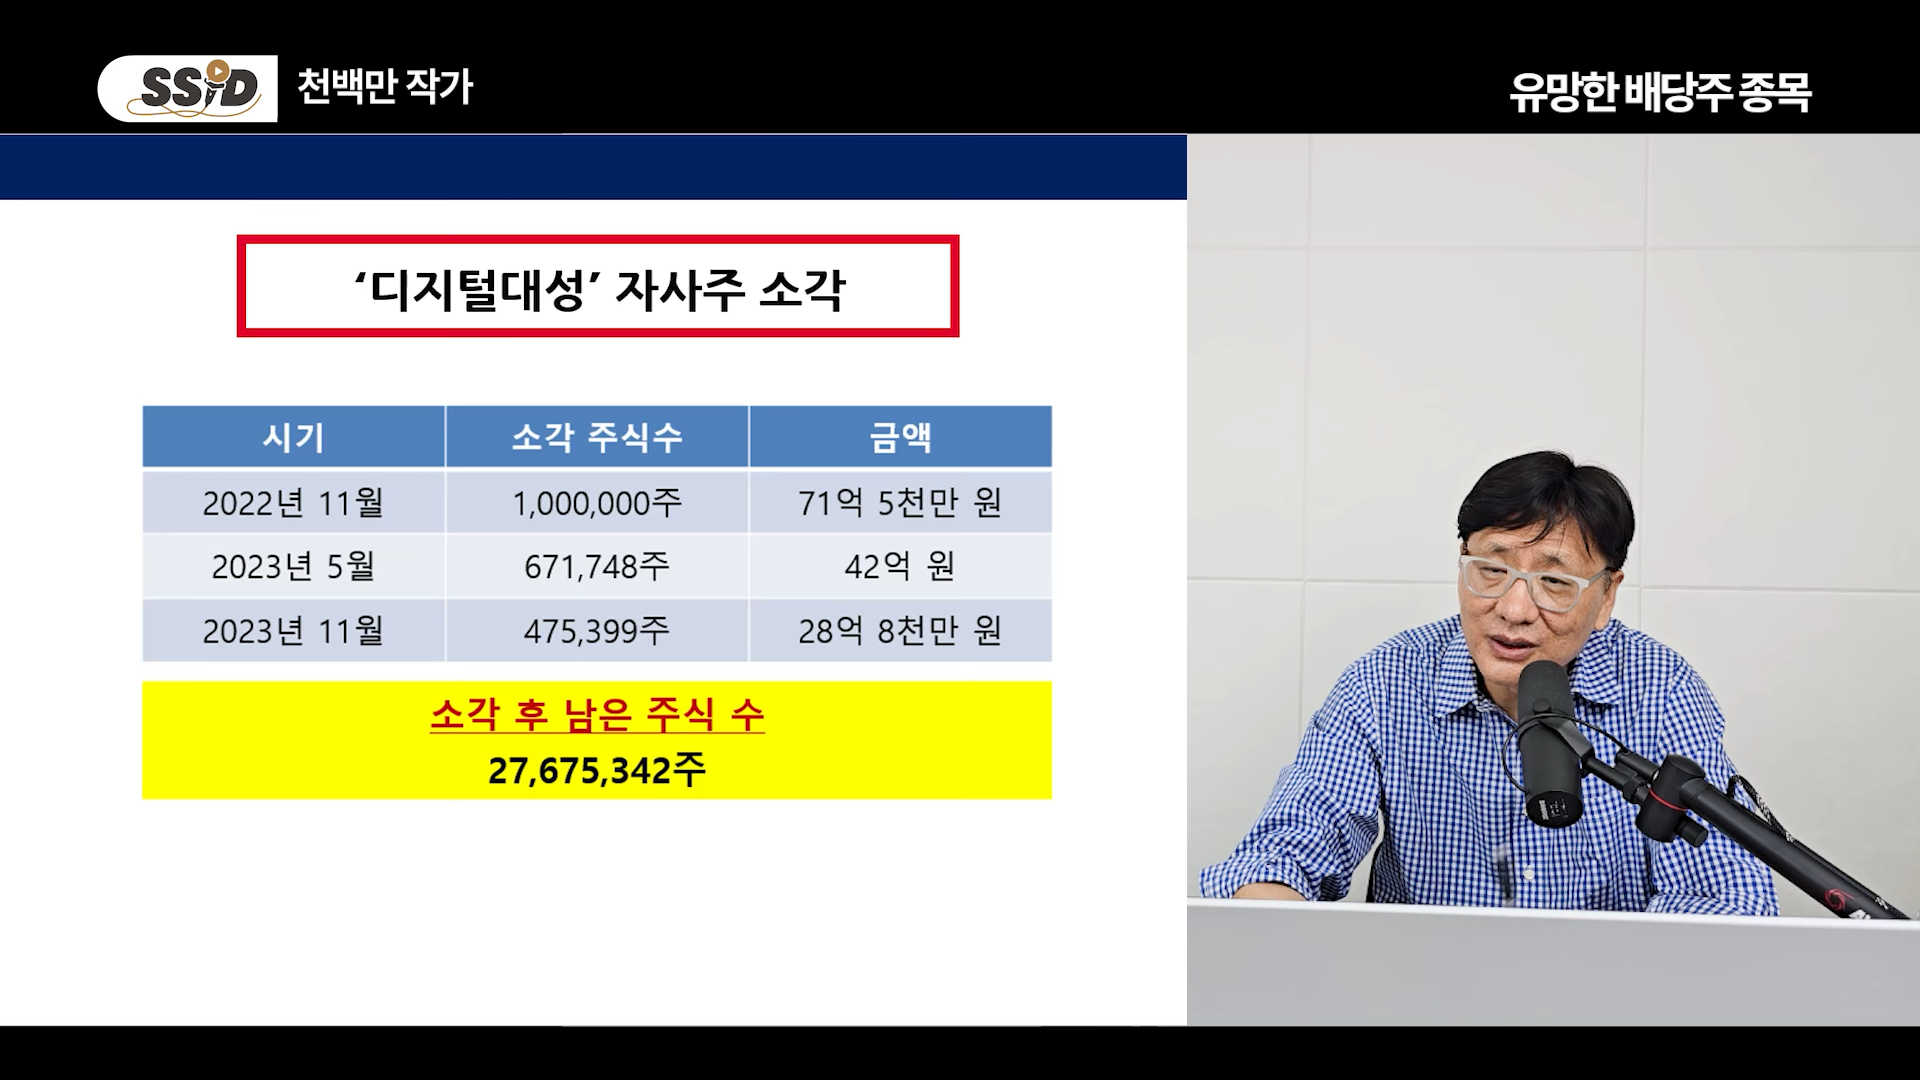 SSiD 천백만 작가
유망한 배당주 종목
‘디지털대성’ 자사주 소각
시기 소각 주식수 금액
2022년 11월 1,000,000주 71억 5천만 원
2023년 5월 671,748주 42억 원
2023년 11월 475,399주 28억 8천만 원
소각 후 남은 주식 수
27,675,342주